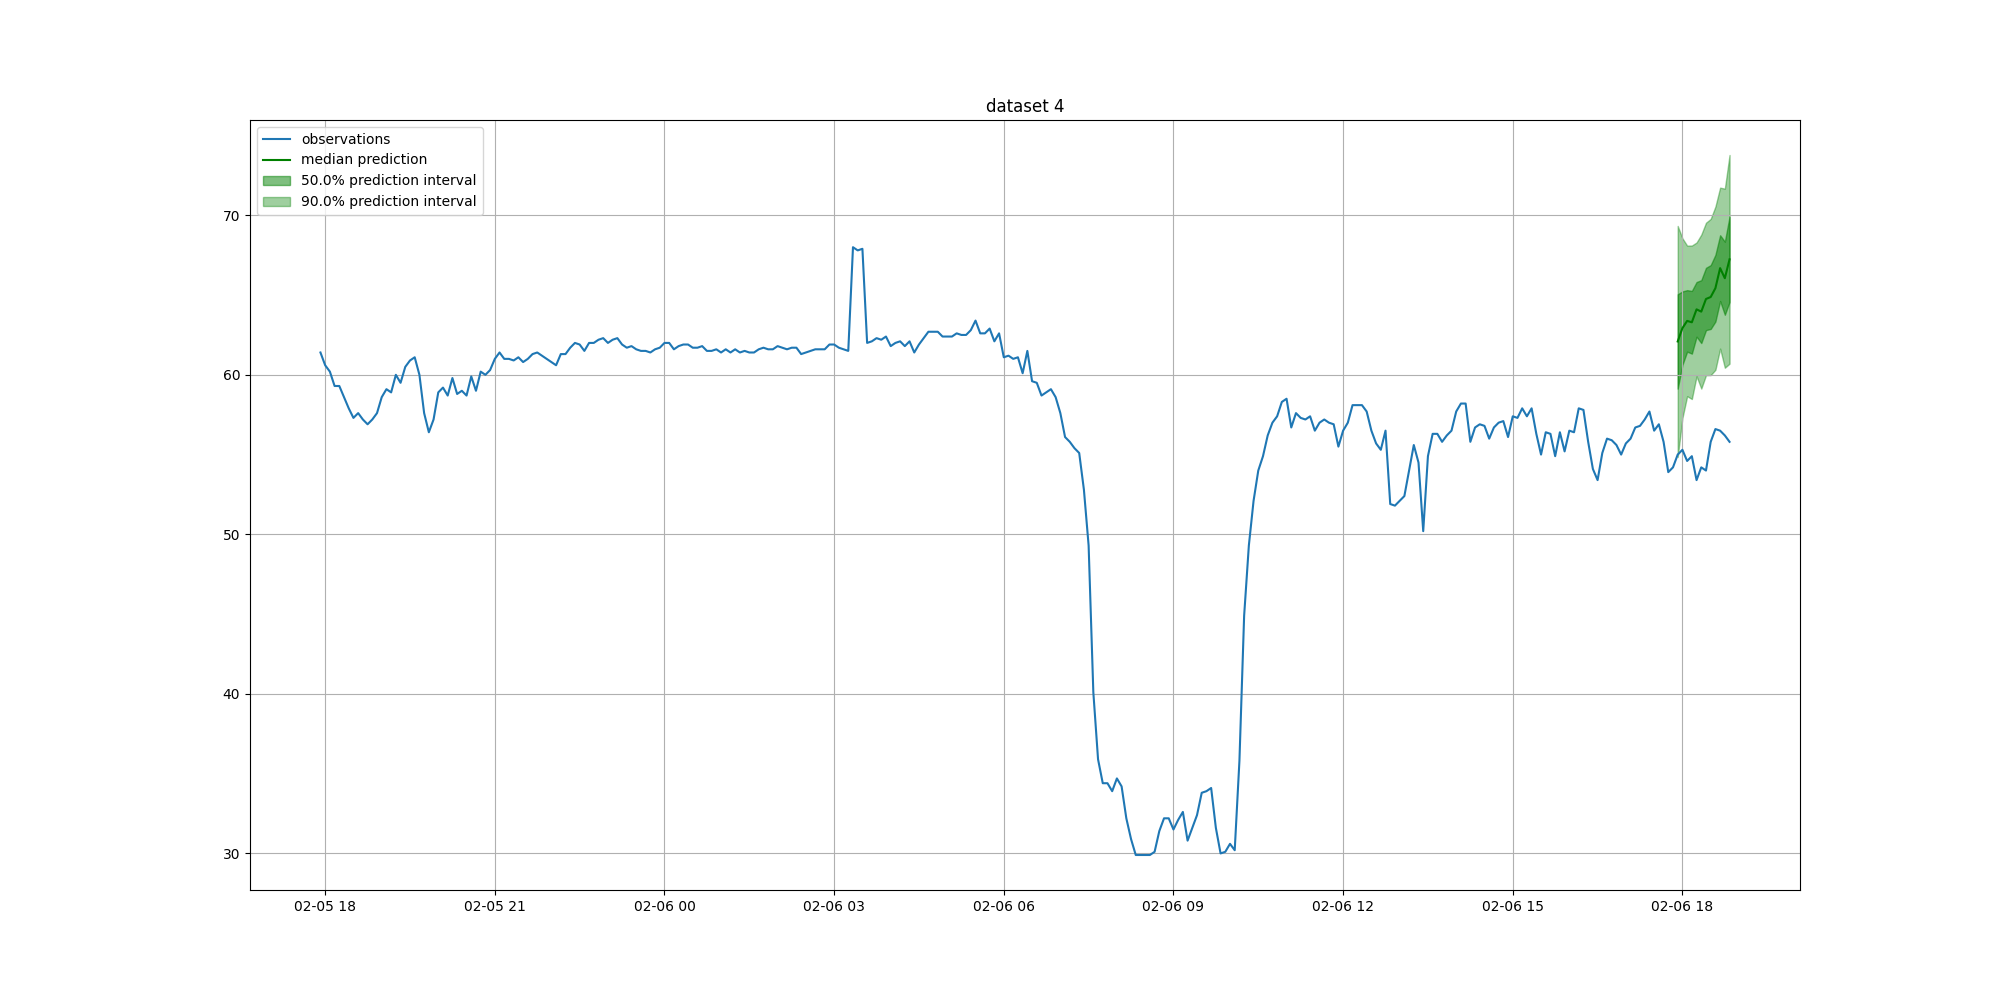 dataset 4
observations
median prediction
50.0% prediction interval
90.0% prediction interval
70
60
50
40
30
02-05 18
02-05 21
02-06 00
02-06 03
02-06 06
02-06 09
02-06 12
02-06 15
02-06 18